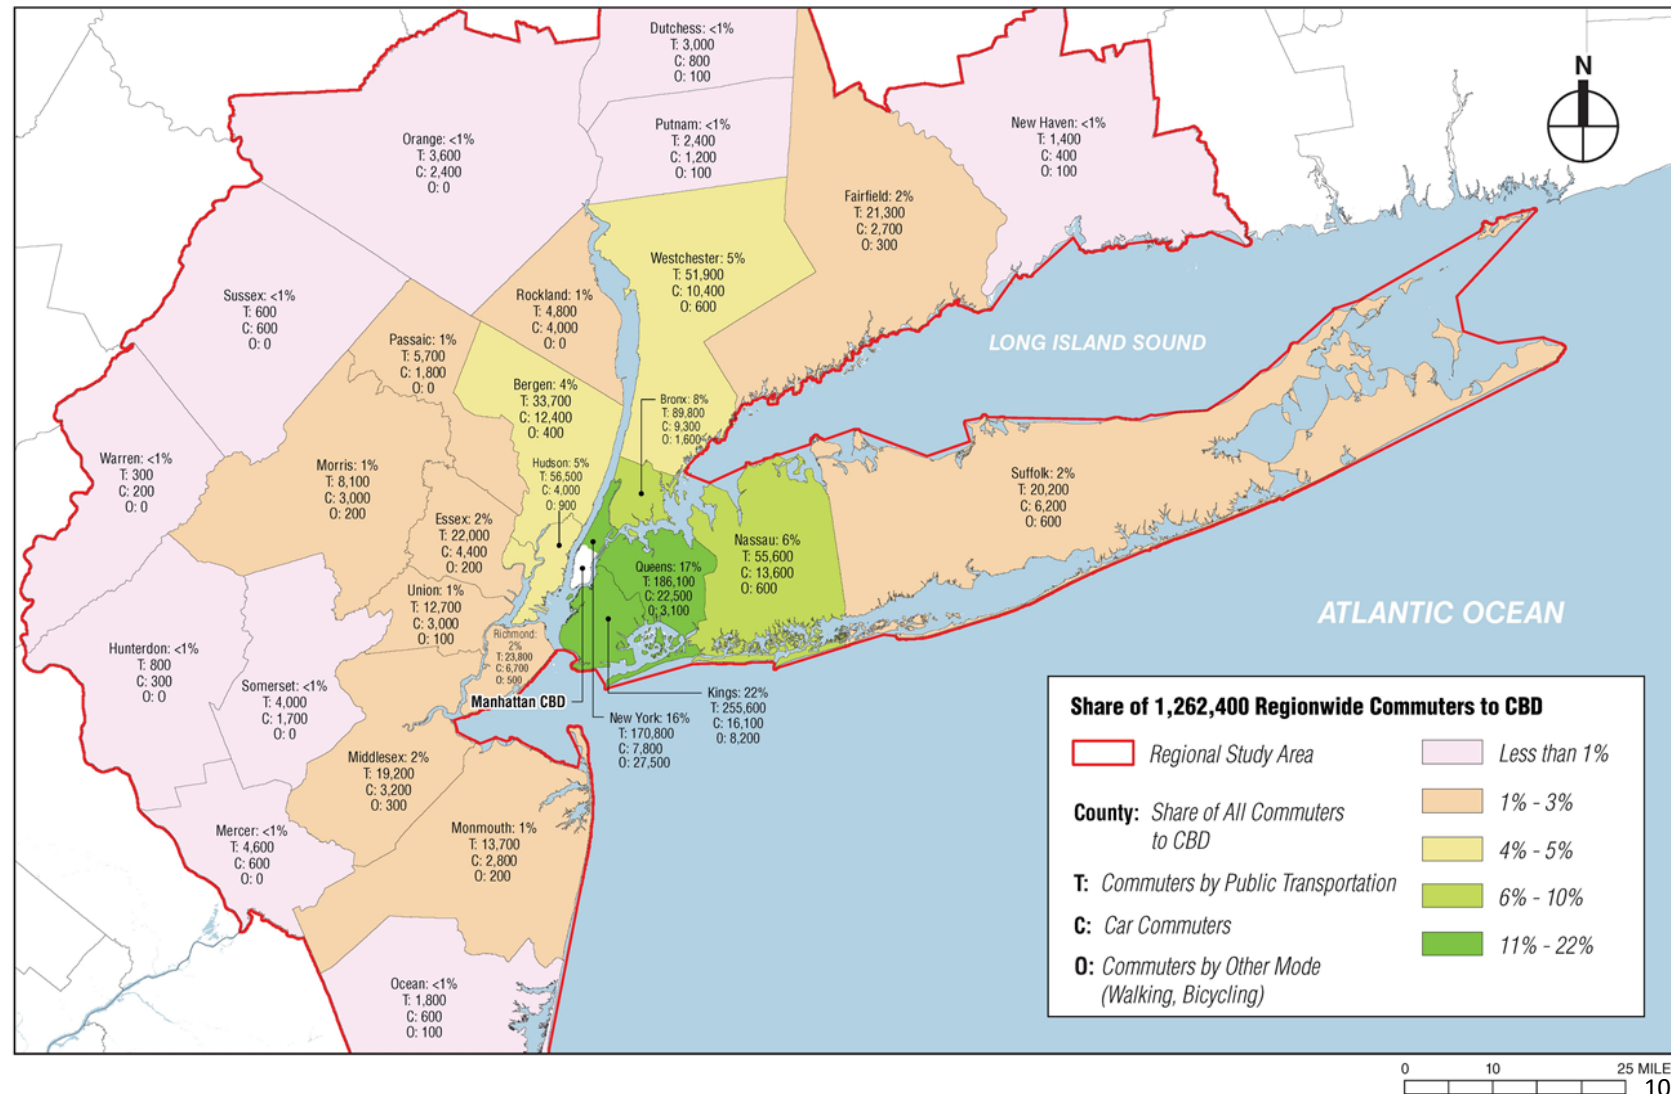 Dutchess: <1%
T: 3,000
C: 800
O: 100
Putnam: <1%
T: 2,400
C: 1,200
O: 100
New Haven: <1%
T: 1,400
C: 400
O: 100
N
Orange: <1%
T: 3,600
C: 2,400
O: 0
Fairfield: 2%
T: 21,300
C: 2,700
O: 300
Westchester: 5%
T: 51,900
C: 10,400
O: 600
Sussex: <1%
T: 600
C: 600
O: 0
Rockland: 1%
T: 4,800
C: 4,000
O: 0
Passaic: 1%
T: 5,700
C: 1,800
O: 0
LONG ISLAND SOUND
Bergen: 4%
T: 33,700
C: 12,400
O: 400
Bronx: 8%
T: 89,800
C: 9,300
O: 1,600
Warren: <1%
T: 300
C: 200
O: 0
Morris: 1%
T: 8,100
C: 3,000
O: 200
Hudson: 5%
T: 56,500
C: 4,000
O: 900
Suffolk: 2%
T: 20,200
C: 6,200
O: 600
Essex: 2%
T: 22,000
C: 4,400
O: 200
Nassau: 6%
T: 55,600
C: 13,600
O: 600
Queens: 17%
T: 186,100
C: 22,500
O: 3,100
Union: 1%
T: 12,700
C: 3,000
O: 100
ATLANTIC OCEAN
Richmond:
2%
T: 23,800
C: 6,700
O: 500
Hunterdon: <1%
T: 800
C: 300
O: 0
Somerset: <1%
T: 4,000
C: 1,700
O: 0
Manhattan CBD
Kings: 22%
T: 255,600
C: 16,100
O: 8,200
New York: 16%
T: 170,800
C: 7,800
O: 27,500
Middlesex: 2%
T: 19,200
C: 3,200
O: 300
Monmouth: 1%
T: 13,700
C: 2,800
O: 200
Mercer: <1%
T: 4,600
C: 600
O: 0
Ocean: <1%
T: 1,800
C: 600
O: 100
Share of 1,262,400 Regionwide Commuters to CBD
Regional Study Area
County: Share of All Commuters
to CBD
T: Commuters by Public Transportation
C: Car Commuters
O: Commuters by Other Mode
(Walking, Bicycling)
Less than 1%
1% - 3%
4% - 5%
6% - 10%
11% - 22%
0 10 25 MILE
10